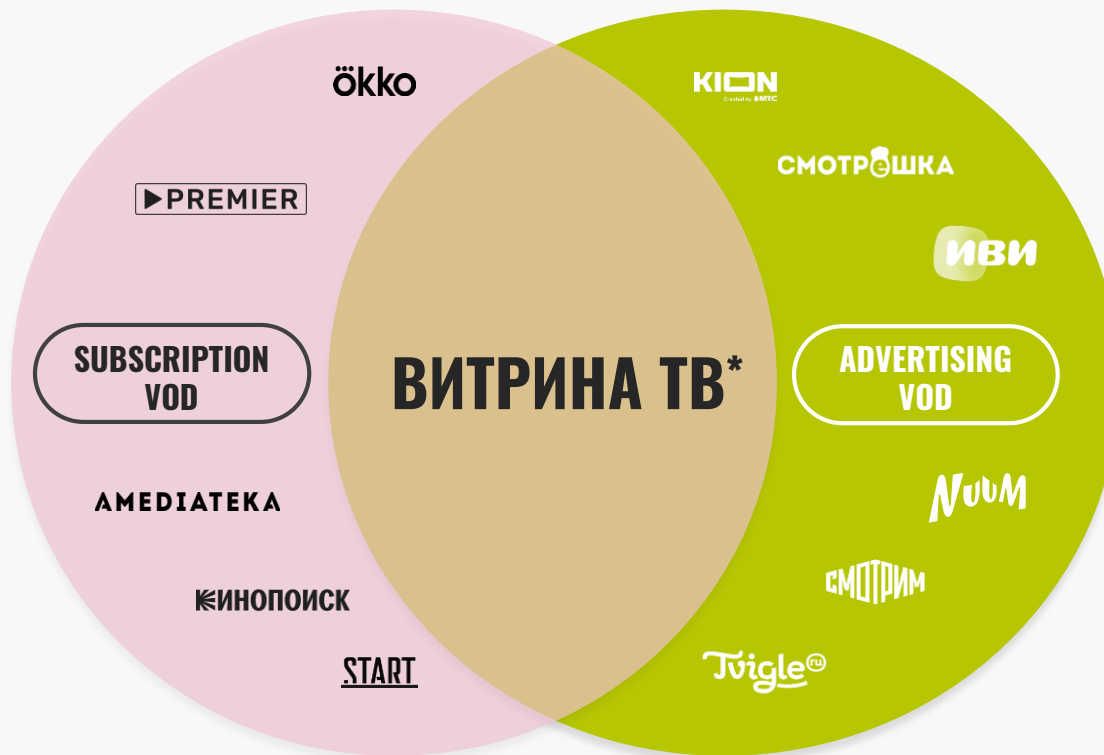 ökko
PREMIER
SUBSCRIPTION
VOD
AMEDIATEKA
КИНОПОИСК
START
ВИТРИНА ТВ*
KION
Created by МТС
СМОТРЁШКА
иви
ADVERTISING
VOD
NUUM
СМОТРИМ
Tvigle ru